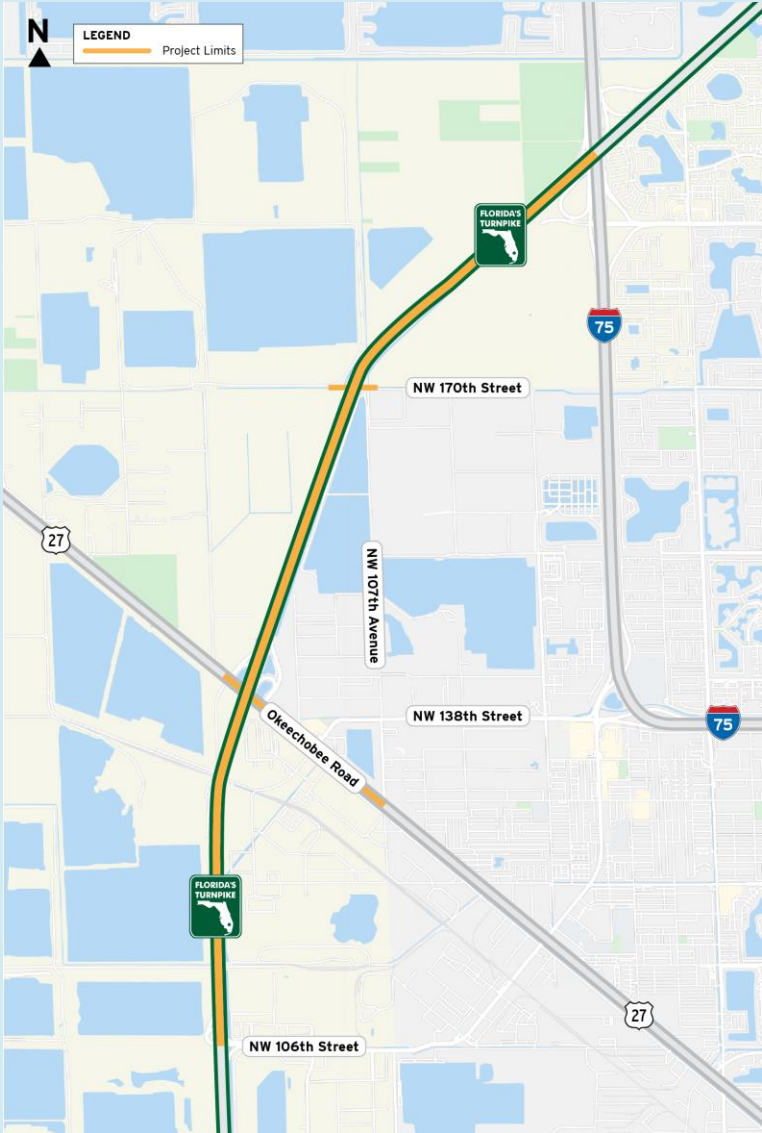 N
LEGEND
Project Limits
FLORIDA'S
TURNPIKE
75
NW 170th Street
27
NW 107th Avenue
NW 138th Street
75
Okeechobee Road
FLORIDA'S
TURNPIKE
27
NW 106th Street